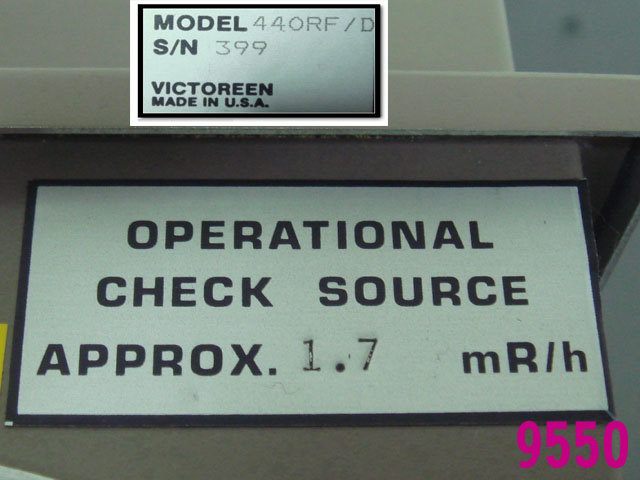 MODEL 440RF/D
S/N 399
VICTOREEN
MADE IN U.S.A.
OPERATIONAL
CHECK SOURCE
APPROX. 1.7 mR/h
9550